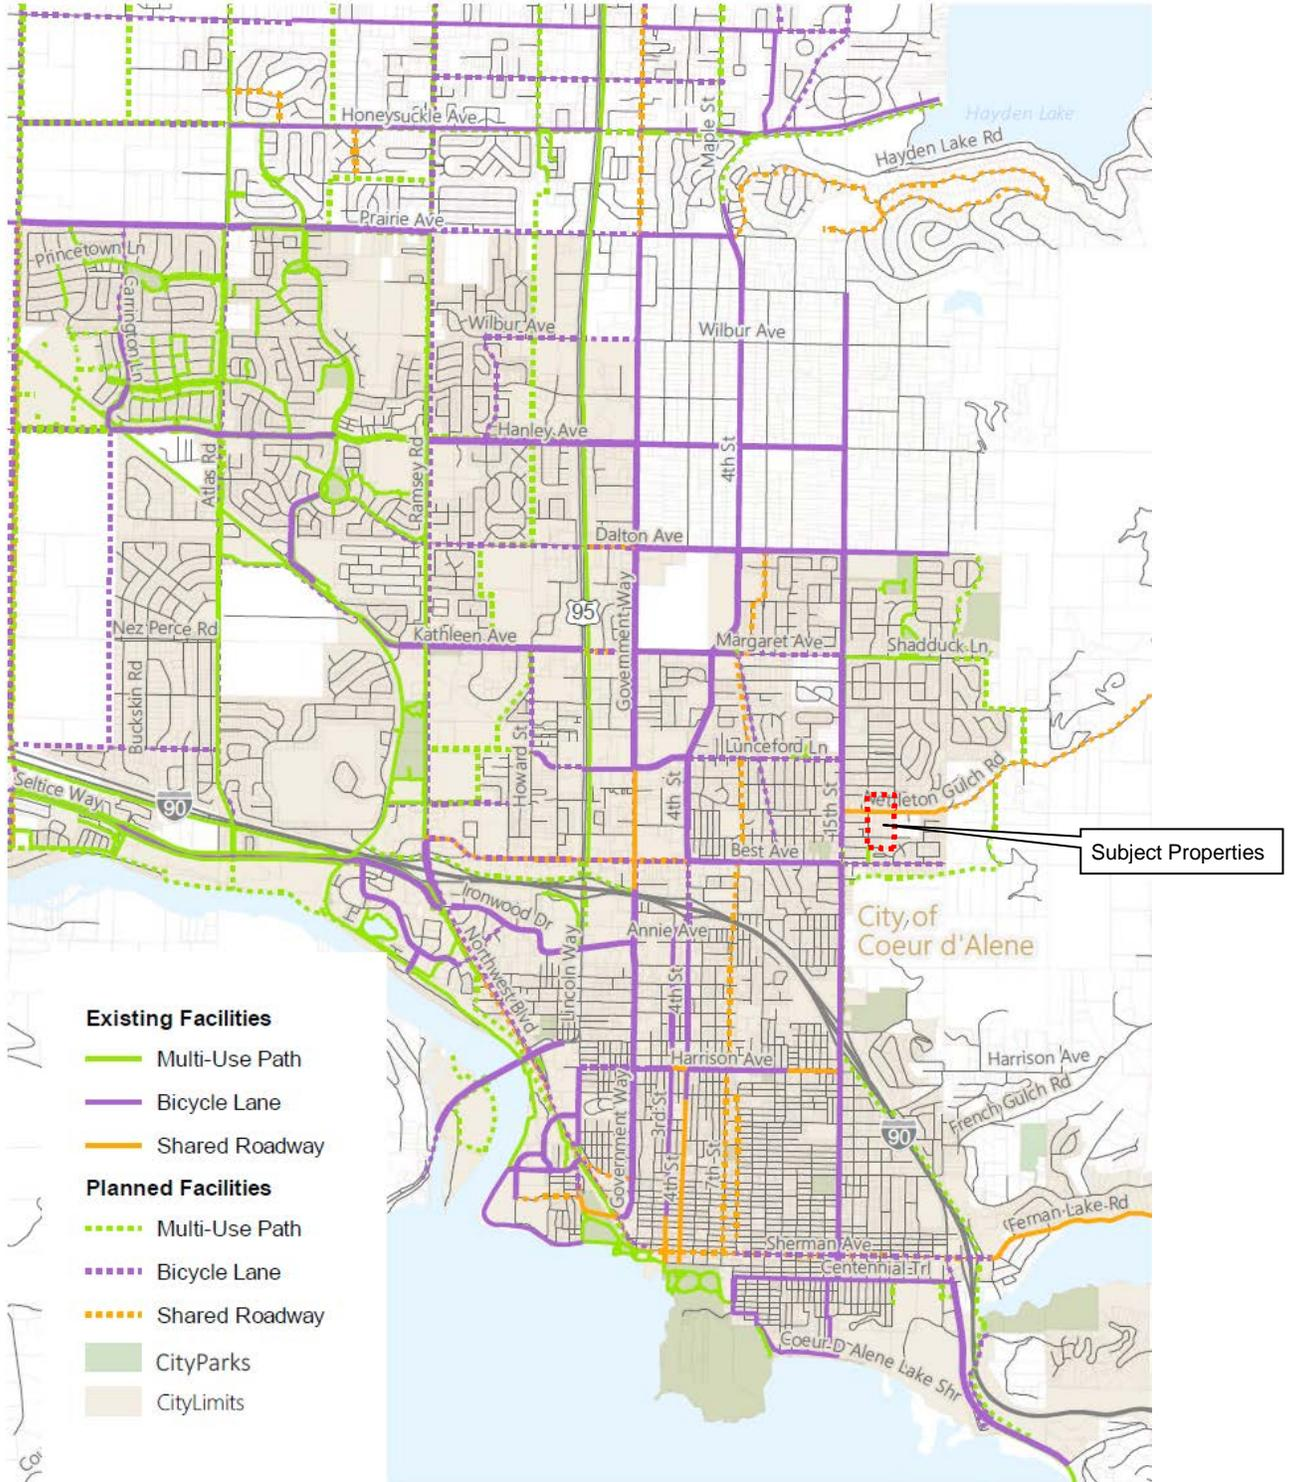 Hayden Lake
Honeysuckle Ave
Maple St
Hayden Lake Rd
Prairie Ave
Princetown Ln
Carrington Ln
Wilbur Ave
Wilbur Ave
Hanley Ave
4th St
Atlas Rd
Ramsey Rd
Dalton Ave
Government Way
95
Nez Perce Rd
Kathleen Ave
Margaret Ave
Shadduck Ln
Buckskin Rd
Howard St
Lunceford Ln
Seltice Way
90
4th St
15th St
Nettleton Gulch Rd
Best Ave
Subject Properties
Ironwood Dr
Annie Ave
City of
Coeur d'Alene
Northwest Blvd
Lincoln Way
4th St
Harrison Ave
Harrison Ave
French Gulch Rd
90
Government Way
3rd St
4th St
7th St
Fernan Lake Rd
Sherman Ave
Centennial Trl
Coeur D'Alene Lake Shr
Existing Facilities
Multi-Use Path
Bicycle Lane
Shared Roadway
Planned Facilities
Multi-Use Path
Bicycle Lane
Shared Roadway
CityParks
CityLimits